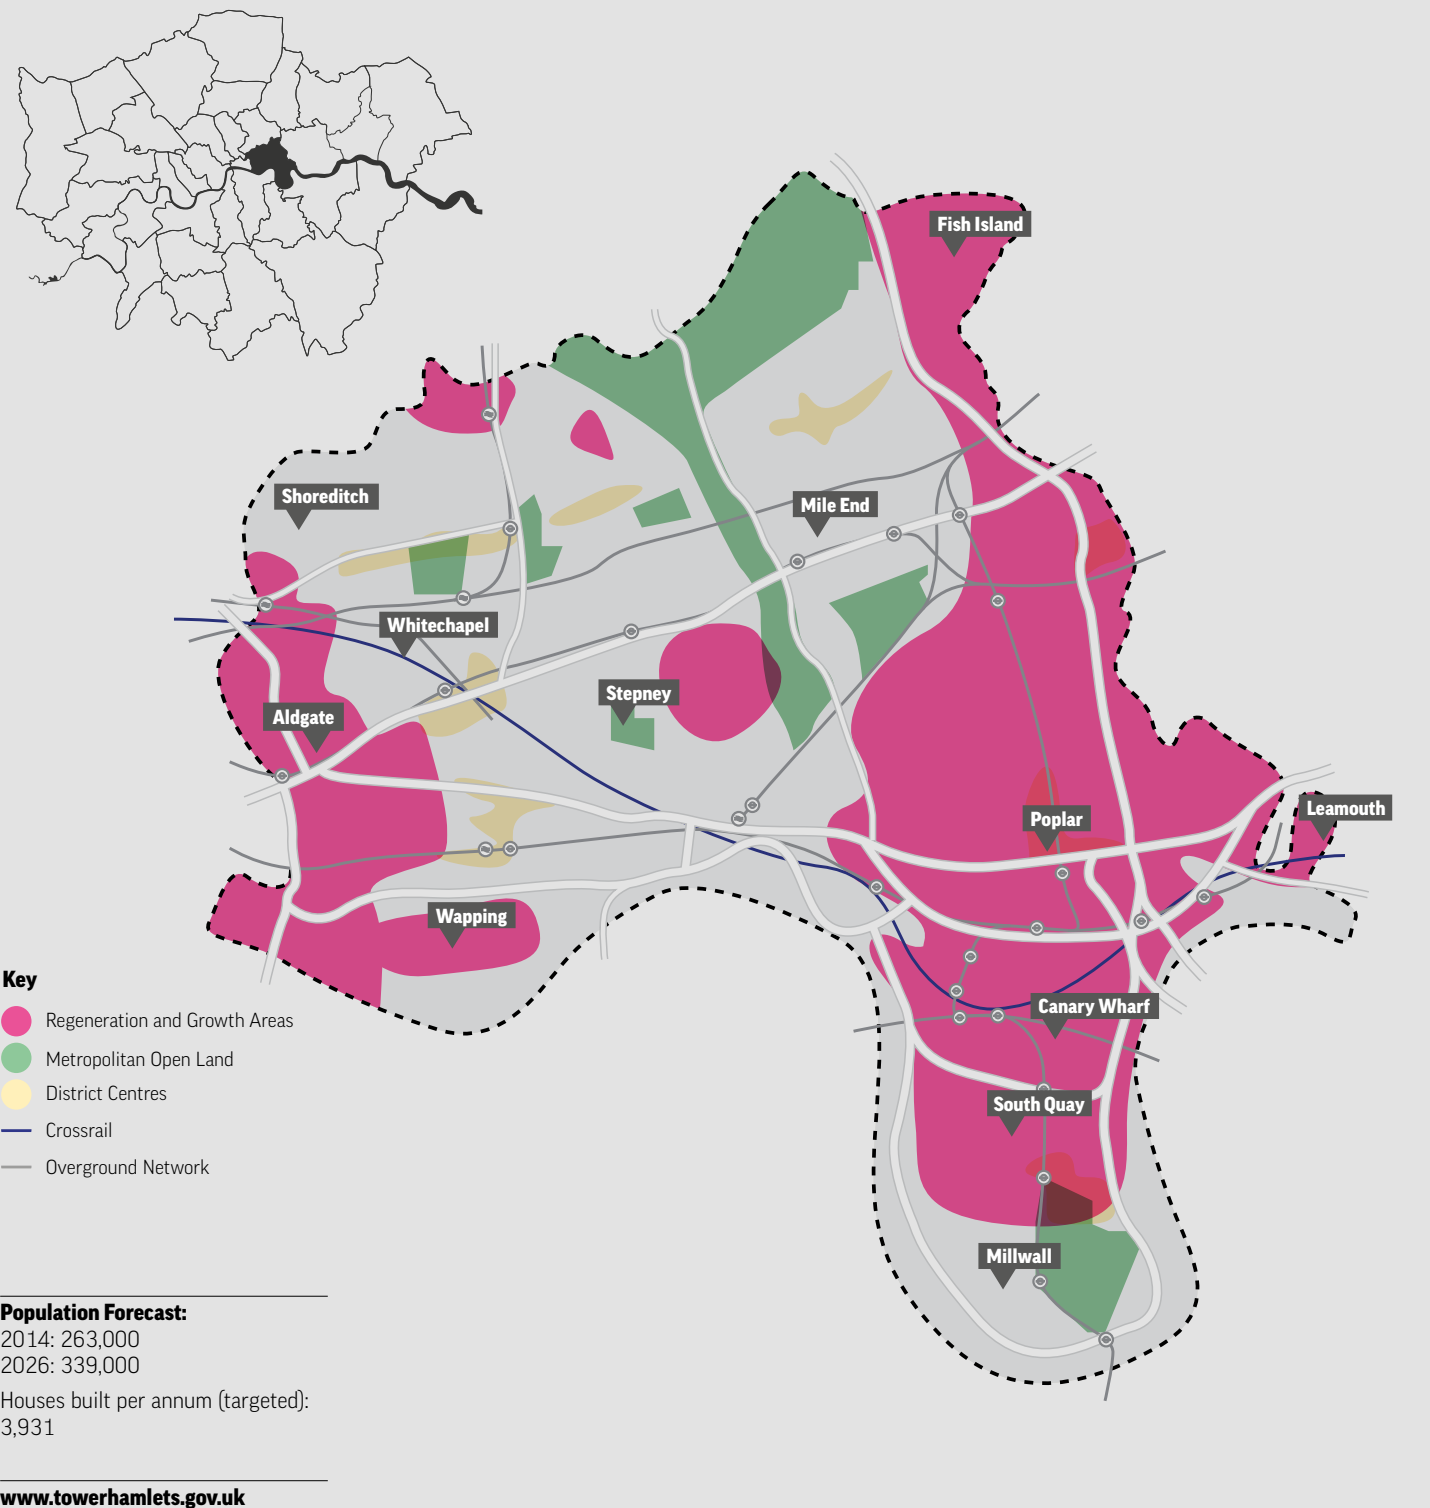 Fish Island
Shoreditch
Mile End
Whitechapel
Stepney
Aldgate
Poplar
Leamouth
Wapping
Canary Wharf
South Quay
Millwall
Key
Regeneration and Growth Areas
Metropolitan Open Land
District Centres
Crossrail
Overground Network
Population Forecast:
2014: 263,000
2026: 339,000
Houses built per annum (targeted):
3,931
www.towerhamlets.gov.uk